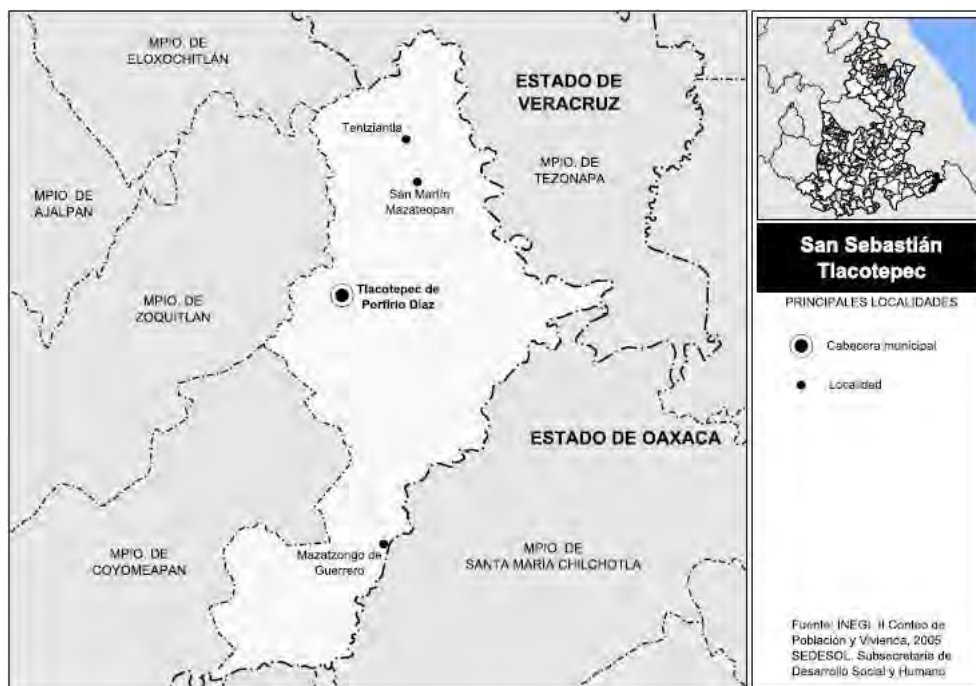 MPIO. DE
ELOXOCHITLÁN
ESTADO DE
VERACRUZ
Tentziantla
MPIO. DE
TEZONAPA
MPIO. DE
AJALPAN
San Martín
Mazateopan
MPIO. DE
ZOQUITLAN
Tlacotepec de
Porfirio Díaz
ESTADO DE OAXACA
MPIO. DE
COYOMEAPAN
Mazatzongo de
Guerrero
MPIO. DE
SANTA MARÍA CHILCHOTLA
San Sebastián
Tlacotepec
PRINCIPALES LOCALIDADES
Cabecera municipal
Localidad
Fuente: INEGI. II Conteo de
Población y Vivienda, 2005
SEDESOL. Subsecretaría de
Desarrollo Social y Humano